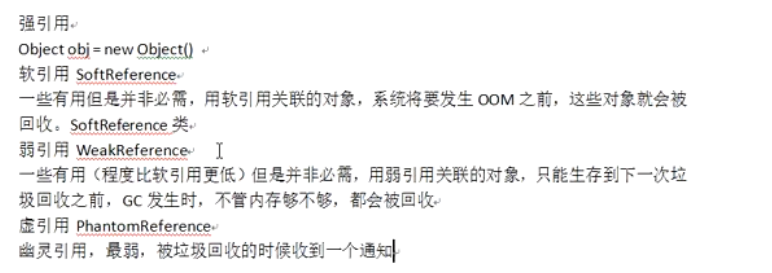 强引用
Object obj = new Object()
软引用 SoftReference
一些有用但是并非必需，用软引用关联的对象，系统将要发生 OOM 之前，这些对象就会被
回收。SoftReference 类
弱引用 WeakReference
一些有用（程度比软引用更低）但是并非必需，用弱引用关联的对象，只能生存到下一次垃
圾回收之前，GC 发生时，不管内存够不够，都会被回收
虚引用 PhantomReference
幽灵引用，最弱，被垃圾回收的时候收到一个通知